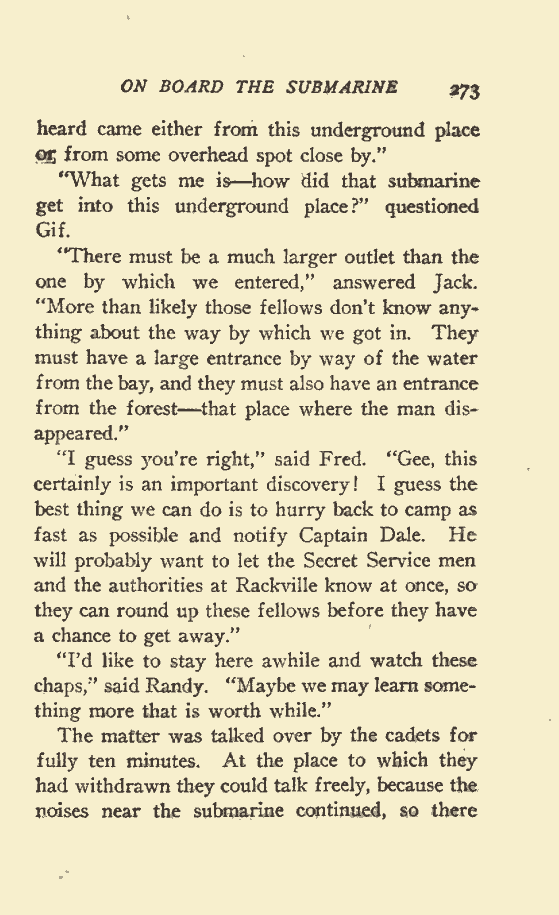 ON BOARD THE SUBMARINE 273
heard came either from this underground place
or from some overhead spot close by.”
“What gets me is—how did that submarine
get into this underground place?” questioned
Gif.
“There must be a much larger outlet than the
one by which we entered,” answered Jack.
“More than likely those fellows don’t know any-
thing about the way by which we got in. They
must have a large entrance by way of the water
from the bay, and they must also have an entrance
from the forest—that place where the man dis-
appeared.”
“I guess you’re right,” said Fred. “Gee, this
certainly is an important discovery! I guess the
best thing we can do is to hurry back to camp as
fast as possible and notify Captain Dale. He
will probably want to let the Secret Service men
and the authorities at Rackville know at once, so
they can round up these fellows before they have
a chance to get away.”
“I’d like to stay here awhile and watch these
chaps,” said Randy. “Maybe we may learn some-
thing more that is worth while.”
The matter was talked over by the cadets for
fully ten minutes. At the place to which they
had withdrawn they could talk freely, because the
noises near the submarine continued, so there